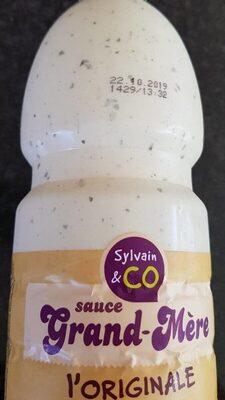 22.10.2019
1429/13:32
Sylvain
& CO
sauce
Grand-Mère
l'ORIGINALE